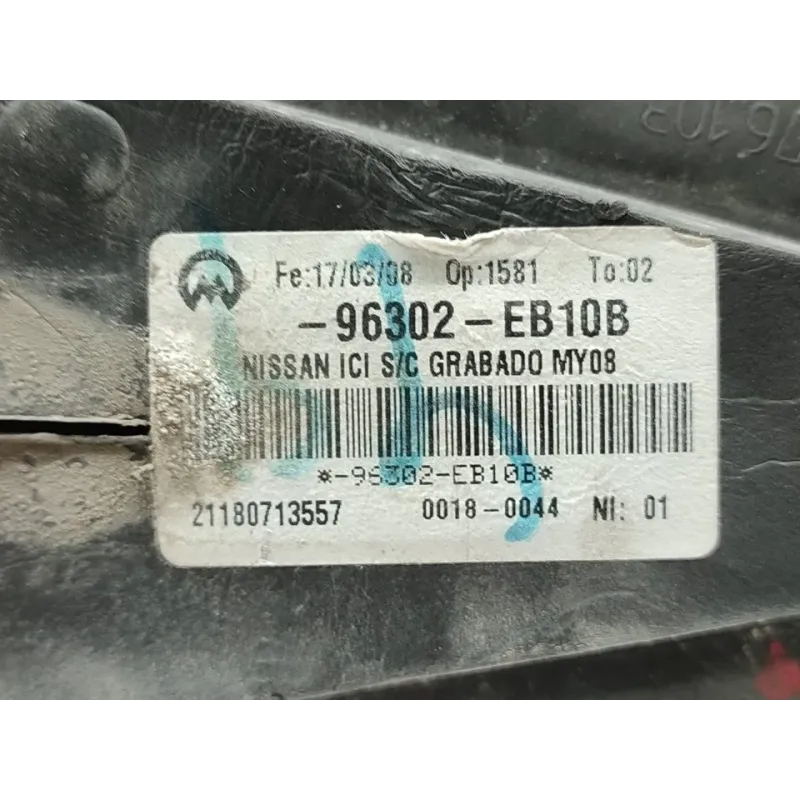 Fe:17/03/08 Op:1581 To:02
-96302-EB10B
NISSAN ICI S/C GRABADO MY08
*-96302-EB10B*
21180713557 0018-0044 NI: 01